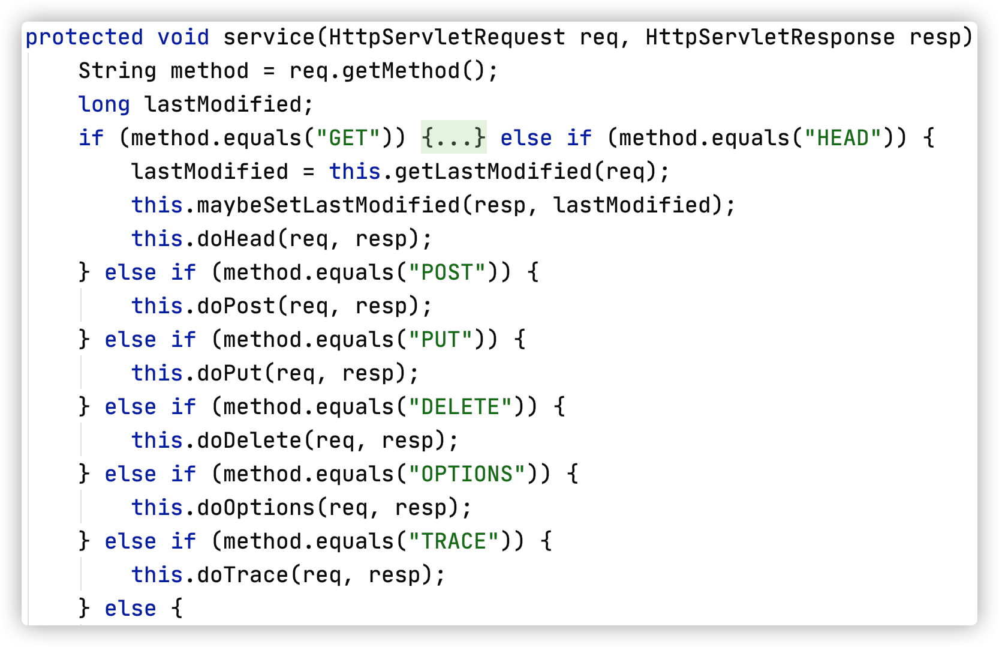 protected void service(HttpServletRequest req, HttpServletResponse resp)
    String method = req.getMethod();
    long lastModified;
    if (method.equals("GET")) {...} else if (method.equals("HEAD")) {
        lastModified = this.getLastModified(req);
        this.maybeSetLastModified(resp, lastModified);
        this.doHead(req, resp);
    } else if (method.equals("POST")) {
        this.doPost(req, resp);
    } else if (method.equals("PUT")) {
        this.doPut(req, resp);
    } else if (method.equals("DELETE")) {
        this.doDelete(req, resp);
    } else if (method.equals("OPTIONS")) {
        this.doOptions(req, resp);
    } else if (method.equals("TRACE")) {
        this.doTrace(req, resp);
    } else {